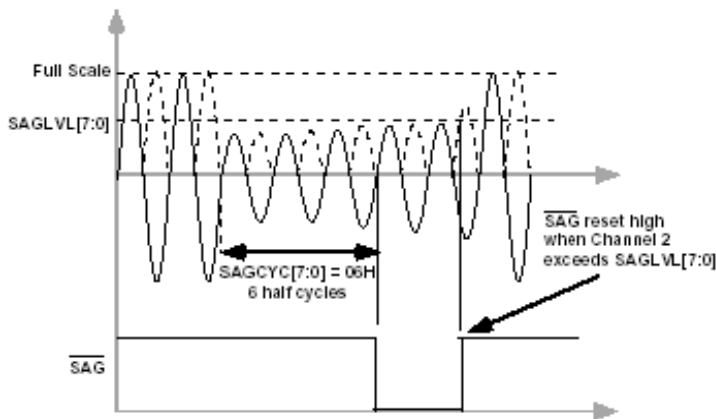 Full Scale
SAGLVL[7:0]
SAG reset high
when Channel 2
exceeds SAGLVL[7:0]
SAGCYC[7:0] = 06H
6 half cycles
SAG